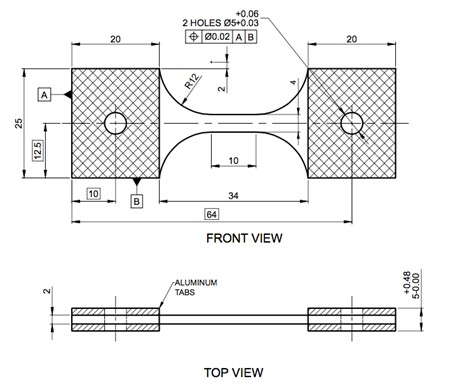 +0.06
2 HOLES Ø5+0.03
⌖ Ø0.02 A B
20
20
R12
2
4
A
25
12.5
10
10
B
34
64
FRONT VIEW
ALUMINUM
TABS
2
+0.48
5-0.00
TOP VIEW